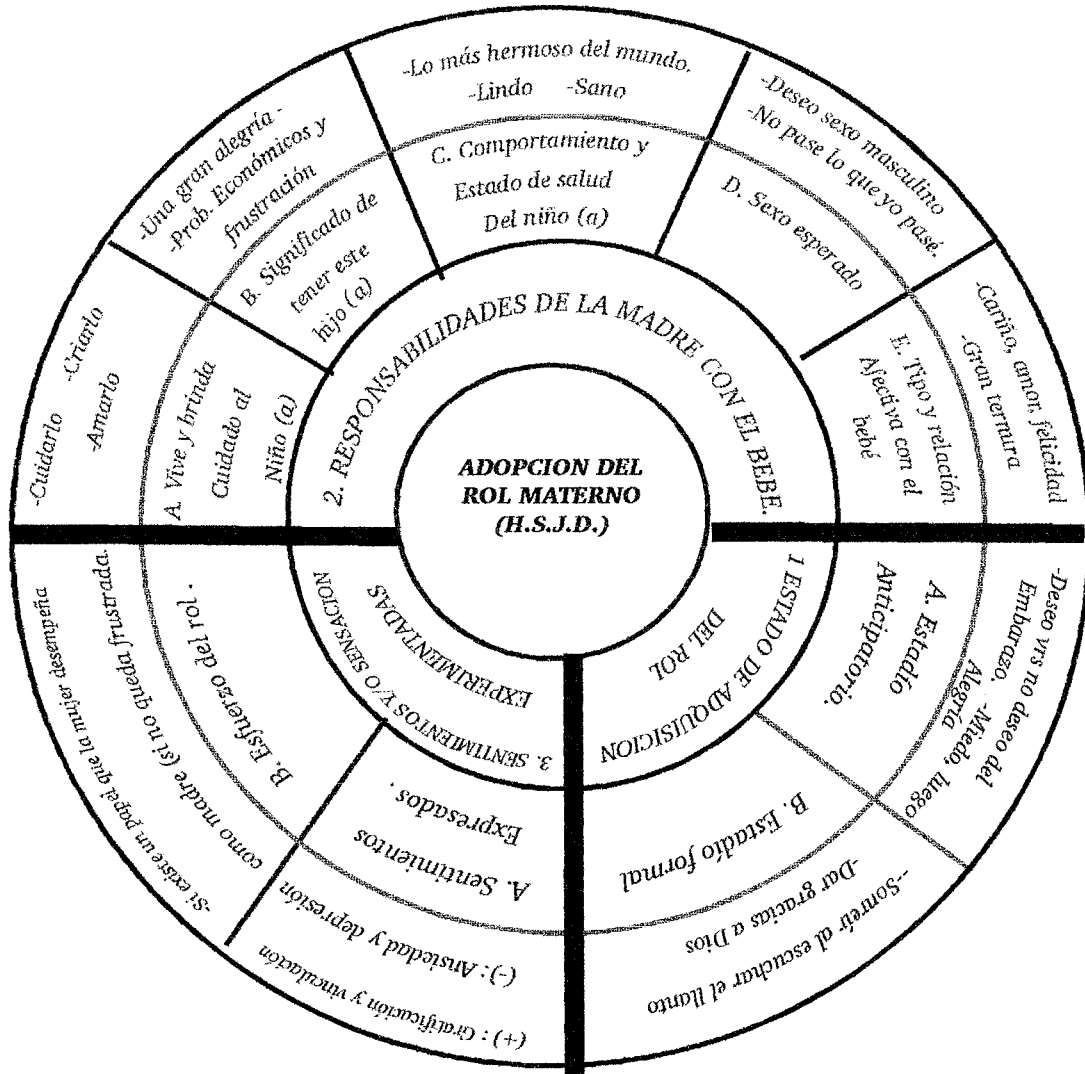 ADOPCION DEL
ROL MATERNO
(H.S.J.D.)
1 ESTADO DE ADQUISICION
DEL ROL
A. Estadío
Anticipatorio.
-Deseo vrs no deseo del
Embarazo. -Miedo, luego
Alegría
B. Estadío formal
-Dar gracias a Dios
--Sonreír al escuchar el llanto
2. RESPONSABILIDADES DE LA MADRE CON EL BEBE.
A. Vive y brinda
Cuidado al
Niño (a)
-Cuidarlo -Criarlo
-Amarlo
B. Significado de
tener este
hijo (a)
-Una gran alegría -
-Prob. Económicos y
frustración
C. Comportamiento y
Estado de salud
Del niño (a)
-Lo más hermoso del mundo.
-Lindo -Sano
D. Sexo esperado
-Deseo sexo masculino
-No pase lo que yo pasé.
E. Tipo y relación
Afectiva con el
bebé
-Cariño, amor, felicidad
-Gran ternura
3. SENTIMIENTOS Y/O SENSACION
EXPERIMENTADAS
A. Sentimientos
Expresados .
(-): Ansiedad y depresión
(+) : Gratificación y vinculación
B. Esfuerzo del rol .
-Si existe un papel que la mujer desempeña
como madre (si no queda frustrada.